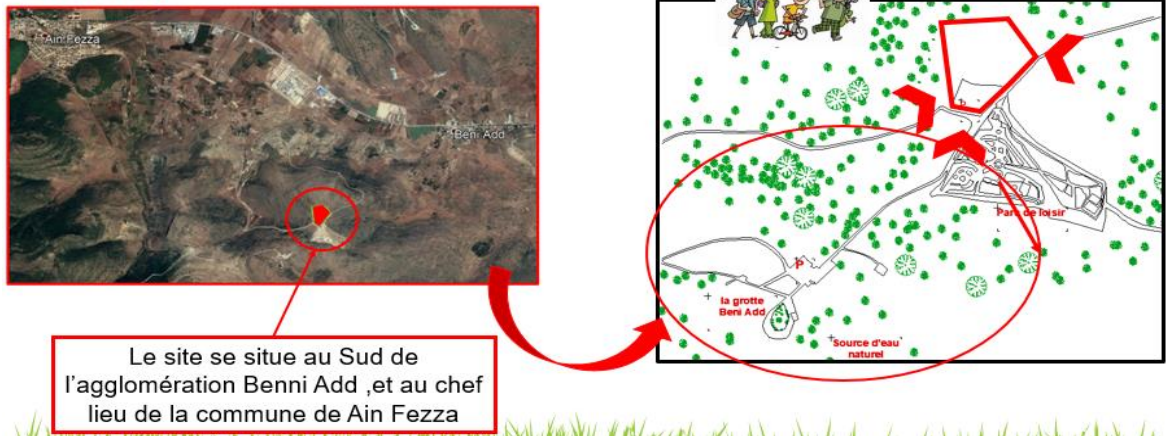 Ain Fezza
Beni Add
Le site se situe au Sud de
l'agglomération Benni Add ,et au chef
lieu de la commune de Ain Fezza
Parc de loisir
P
la grotte
Beni Add
Source d'eau
naturel